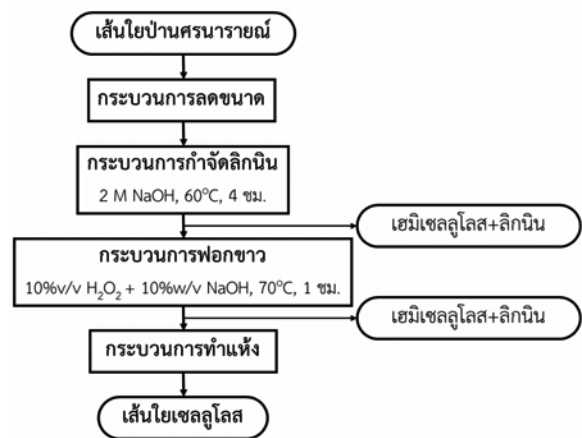 เส้นใยป่านศรนารายณ์
กระบวนการลดขนาด
กระบวนการกำจัดลิกนิน
2 M NaOH, 60°C, 4 ชม.
เฮมิเซลลูโลส+ลิกนิน
กระบวนการฟอกขาว
10%v/v H₂O₂ + 10%w/v NaOH, 70°C, 1 ชม.
เฮมิเซลลูโลส+ลิกนิน
กระบวนการทำแห้ง
เส้นใยเซลลูโลส